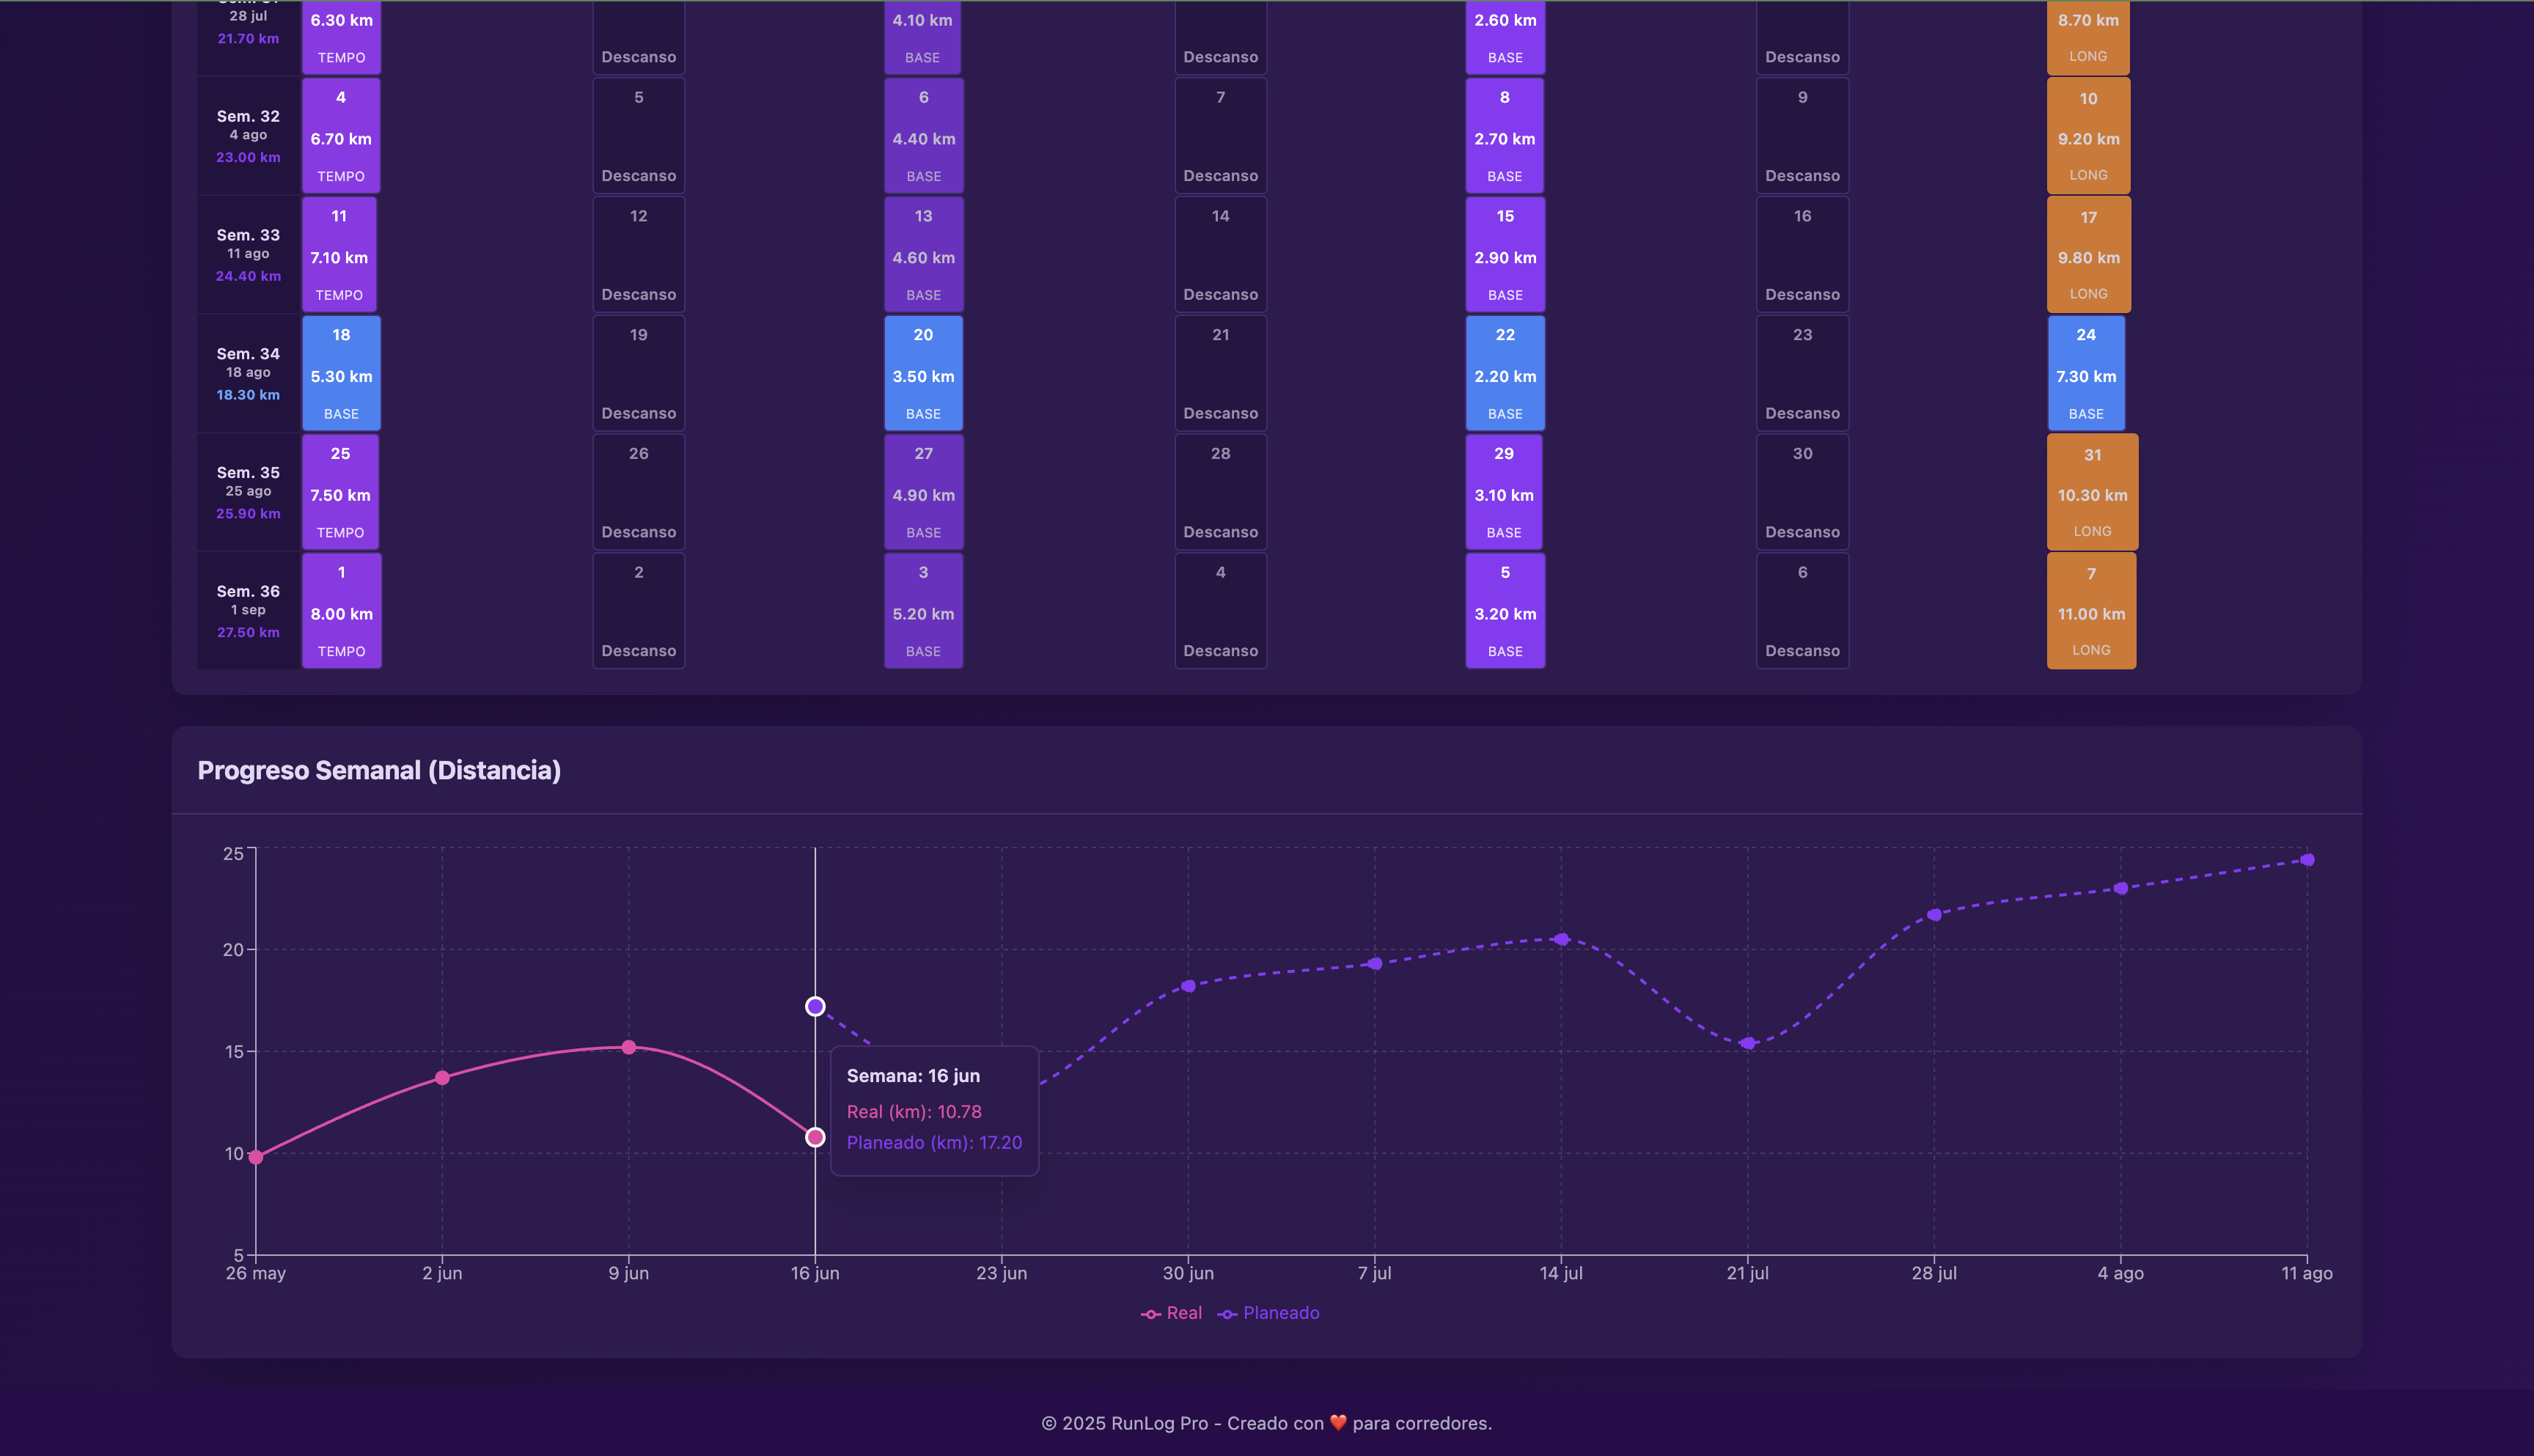 28 jul
21.70 km
6.30 km
TEMPO
Descanso
4.10 km
BASE
Descanso
2.60 km
BASE
Descanso
8.70 km
LONG
Sem. 32
4 ago
23.00 km
4
6.70 km
TEMPO
5
Descanso
6
4.40 km
BASE
7
Descanso
8
2.70 km
BASE
9
Descanso
10
9.20 km
LONG
Sem. 33
11 ago
24.40 km
11
7.10 km
TEMPO
12
Descanso
13
4.60 km
BASE
14
Descanso
15
2.90 km
BASE
16
Descanso
17
9.80 km
LONG
Sem. 34
18 ago
18.30 km
18
5.30 km
BASE
19
Descanso
20
3.50 km
BASE
21
Descanso
22
2.20 km
BASE
23
Descanso
24
7.30 km
BASE
Sem. 35
25 ago
25.90 km
25
7.50 km
TEMPO
26
Descanso
27
4.90 km
BASE
28
Descanso
29
3.10 km
BASE
30
Descanso
31
10.30 km
LONG
Sem. 36
1 sep
27.50 km
1
8.00 km
TEMPO
2
Descanso
3
5.20 km
BASE
4
Descanso
5
3.20 km
BASE
6
Descanso
7
11.00 km
LONG
Progreso Semanal (Distancia)
25
20
15
10
5
Semana: 16 jun
Real (km): 10.78
Planeado (km): 17.20
26 may
2 jun
9 jun
16 jun
23 jun
30 jun
7 jul
14 jul
21 jul
28 jul
4 ago
11 ago
Real
Planeado
© 2025 RunLog Pro - Creado con ❤️ para corredores.